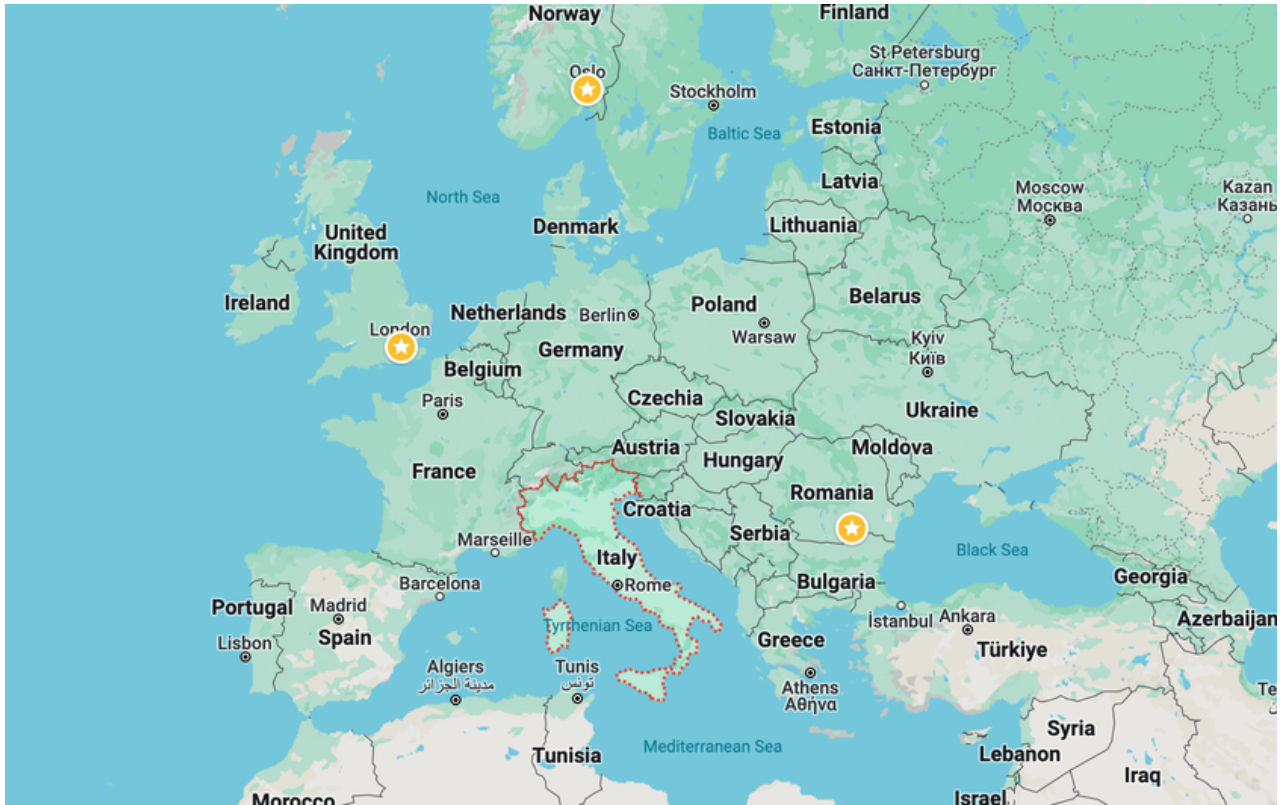 Norway
Finland
St Petersburg
Санкт-Петербург
Oslo
Stockholm
Baltic Sea
Estonia
Latvia
Moscow
Москва
Kazan
Казань
North Sea
Denmark
Lithuania
United
Kingdom
Ireland
Netherlands
Berlin
Poland
Warsaw
Belarus
London
Germany
Kyiv
Київ
Belgium
Paris
Czechia
Slovakia
Ukraine
France
Austria
Hungary
Moldova
Romania
Croatia
Serbia
Marseille
Italy
Black Sea
Barcelona
Rome
Bulgaria
Georgia
Portugal
Madrid
Spain
Lisbon
Tyrrhenian Sea
Greece
İstanbul
Ankara
Türkiye
Azerbaijan
Algiers
مدينة الجزائر
Tunis
تونس
Athens
Αθήνα
Te
Mediterranean Sea
Tunisia
Syria
Lebanon
Iraq
Israel
Morocco